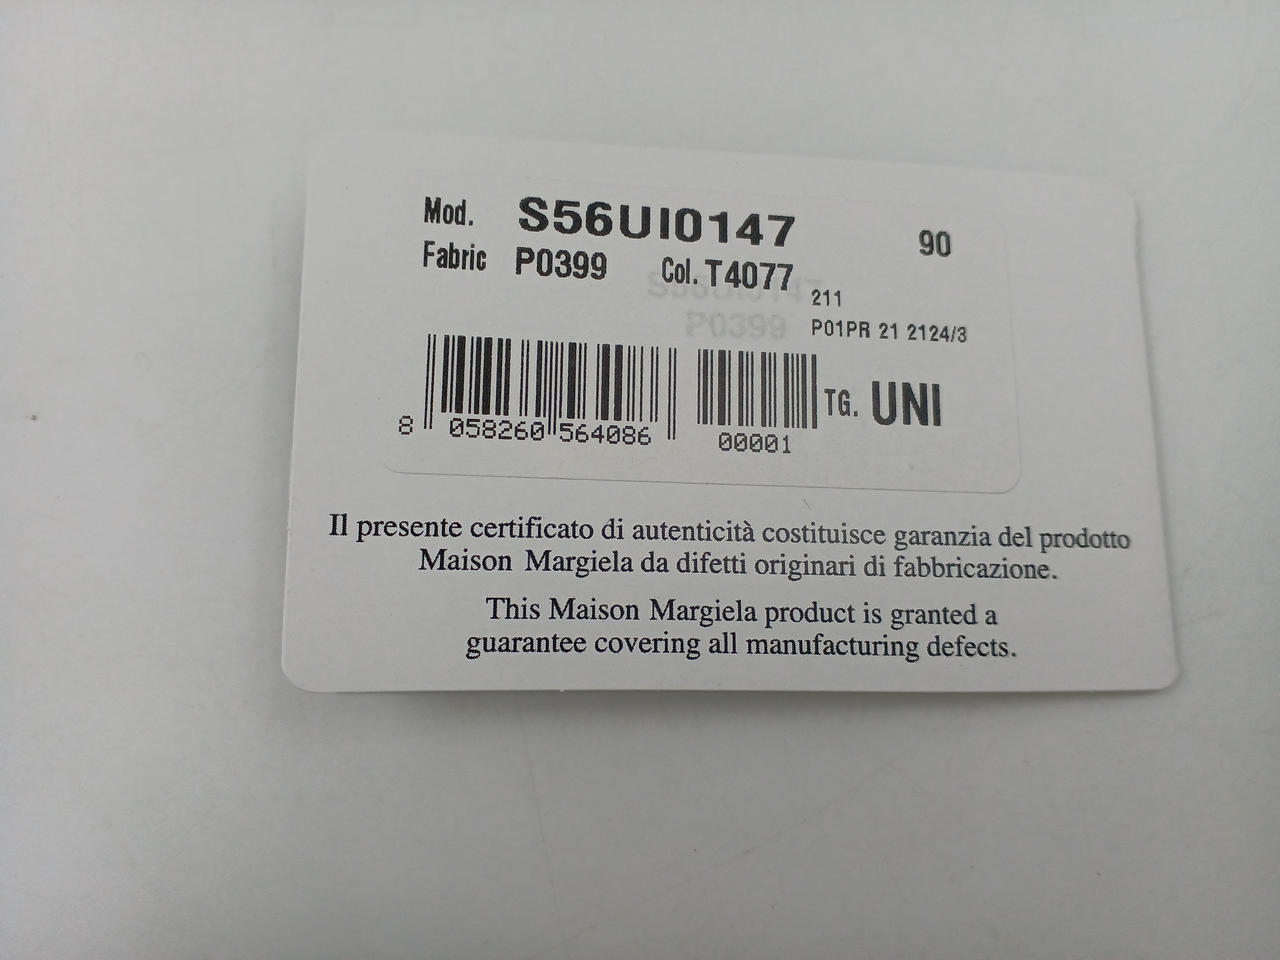 Mod. S56UI0147 90
Fabric P0399 Col. T4077
S56UI0147
211
P0399
P01PR 21 2124/3
TG. UNI
8 058260 564086 00001
Il presente certificato di autenticità costituisce garanzia del prodotto
Maison Margiela da difetti originari di fabbricazione.
This Maison Margiela product is granted a
guarantee covering all manufacturing defects.